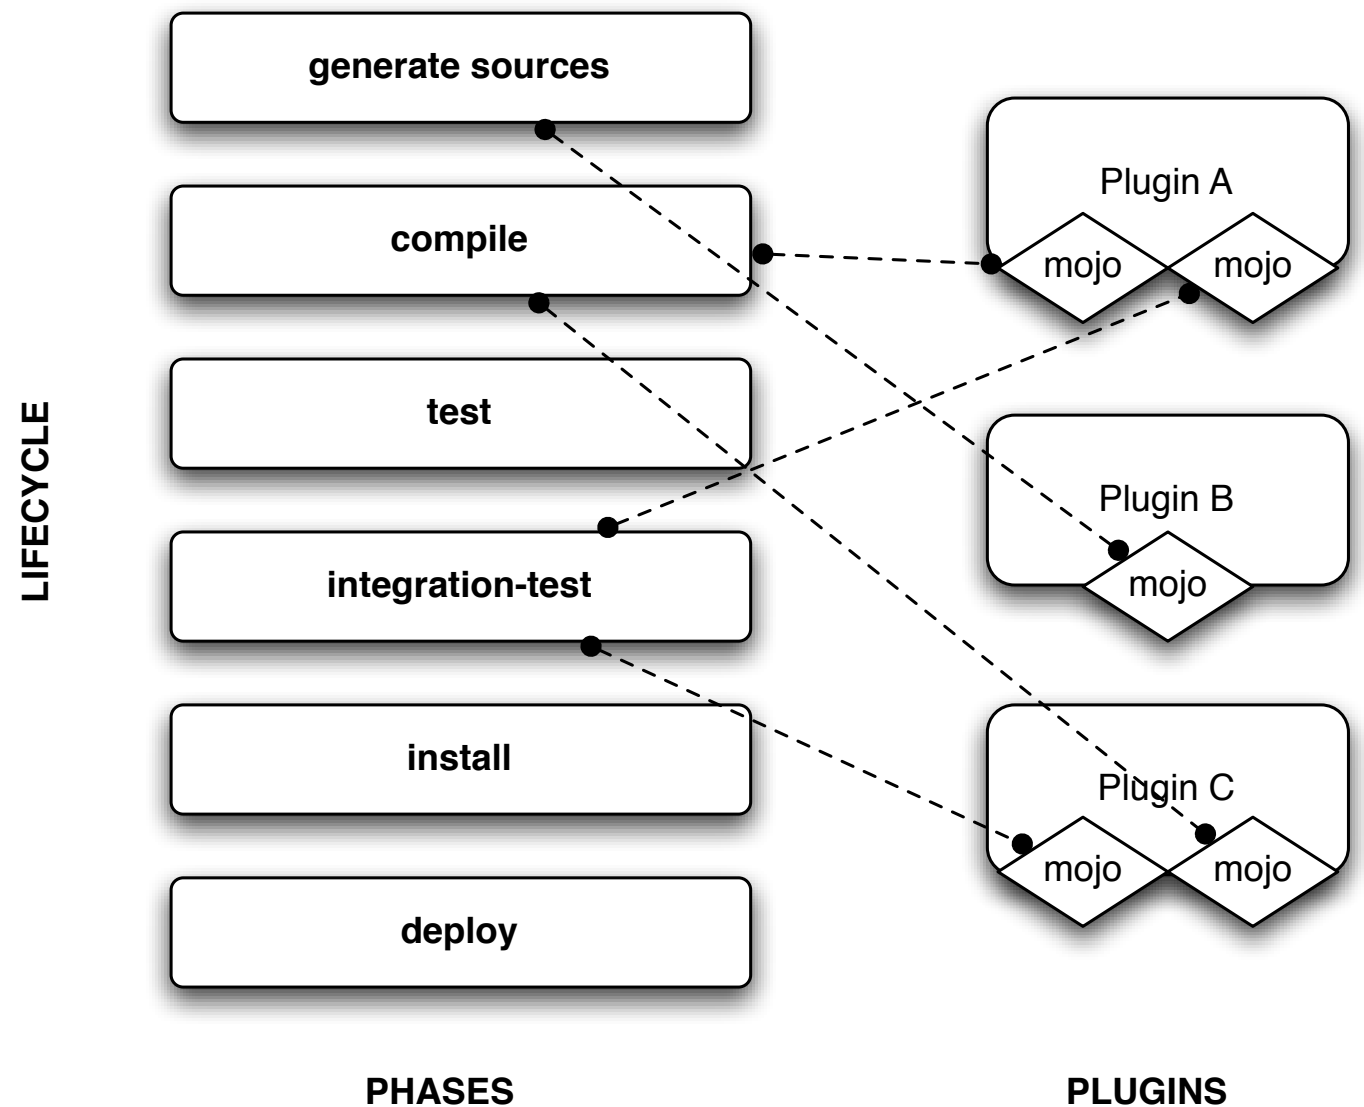 generate sources
compile
test
integration-test
install
deploy
LIFECYCLE
PHASES
Plugin A
mojo mojo
Plugin B
mojo
Plugin C
mojo mojo
PLUGINS